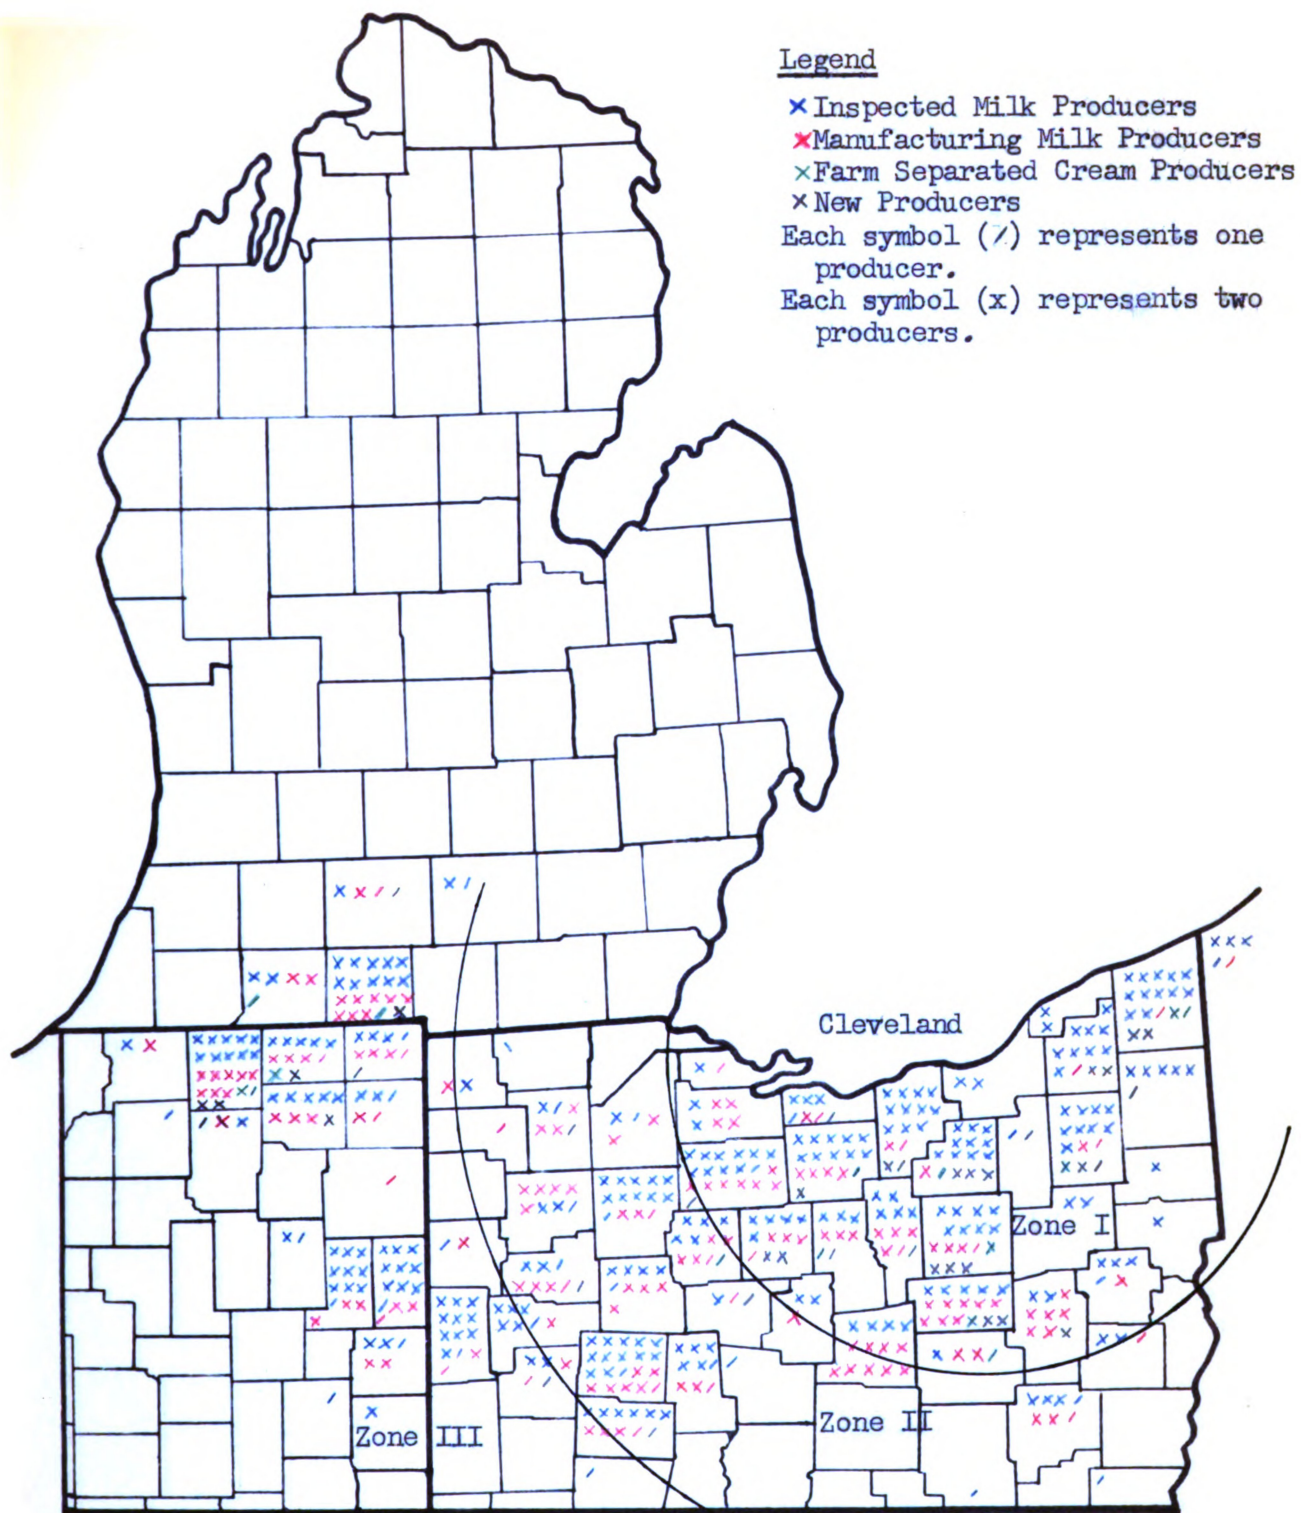 Legend
x Inspected Milk Producers
x Manufacturing Milk Producers
x Farm Separated Cream Producers
x New Producers
Each symbol (/) represents one
producer.
Each symbol (x) represents two
producers.
Cleveland
Zone I
Zone II
Zone III